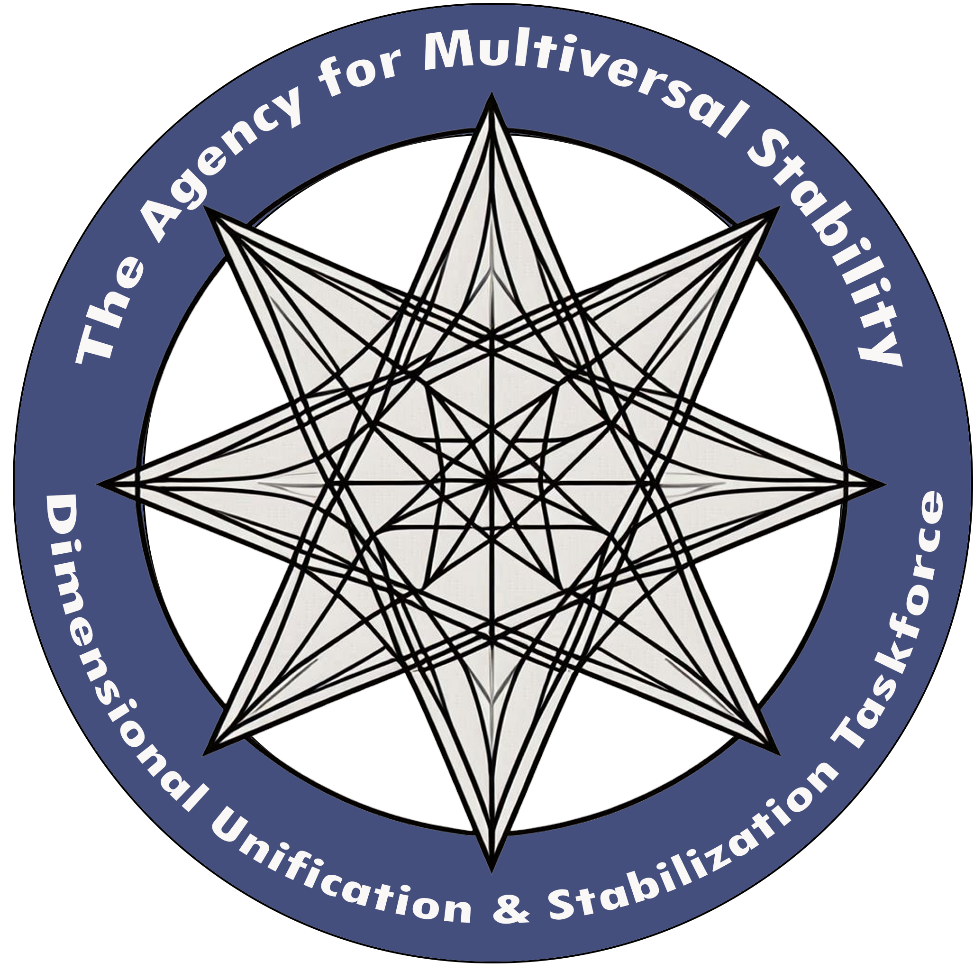 The Agency for Multiversal Stability
Dimensional Unification & Stabilization Taskforce